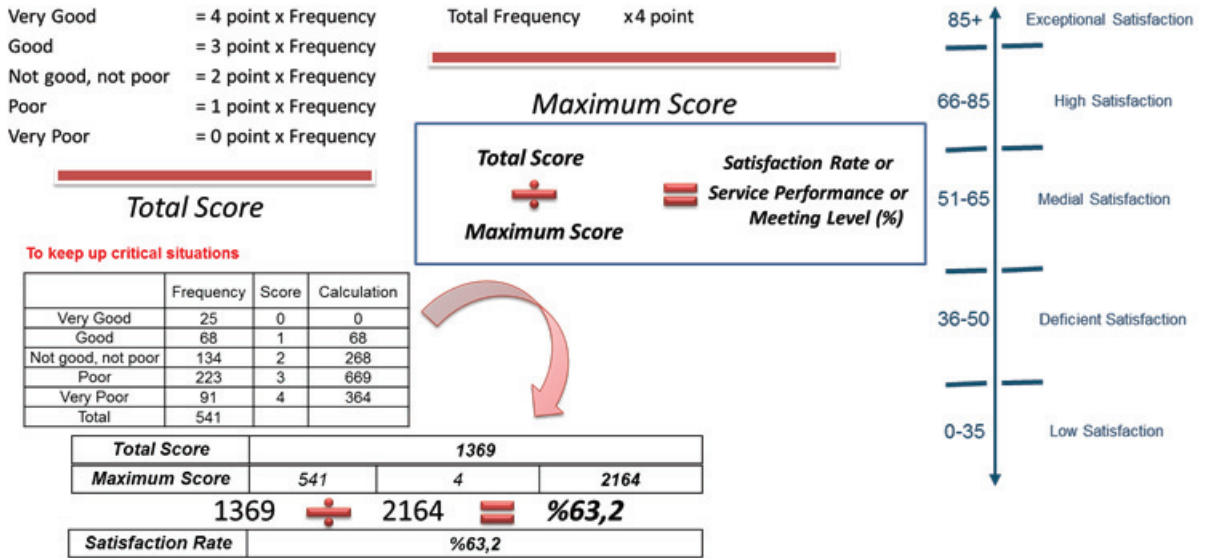 Very Good = 4 point x Frequency
Good = 3 point x Frequency
Not good, not poor = 2 point x Frequency
Poor = 1 point x Frequency
Very Poor = 0 point x Frequency
Total Score
Total Frequency x 4 point
Maximum Score
Total Score
÷
Maximum Score
=
Satisfaction Rate or
Service Performance or
Meeting Level (%)
85+ Exceptional Satisfaction
66-85 High Satisfaction
51-65 Medial Satisfaction
36-50 Deficient Satisfaction
0-35 Low Satisfaction
To keep up critical situations
Frequency Score Calculation
Very Good 25 0 0
Good 68 1 68
Not good, not poor 134 2 268
Poor 223 3 669
Very Poor 91 4 364
Total 541
Total Score 1369
Maximum Score 541 4 2164
1369 ÷ 2164 = %63,2
Satisfaction Rate %63,2